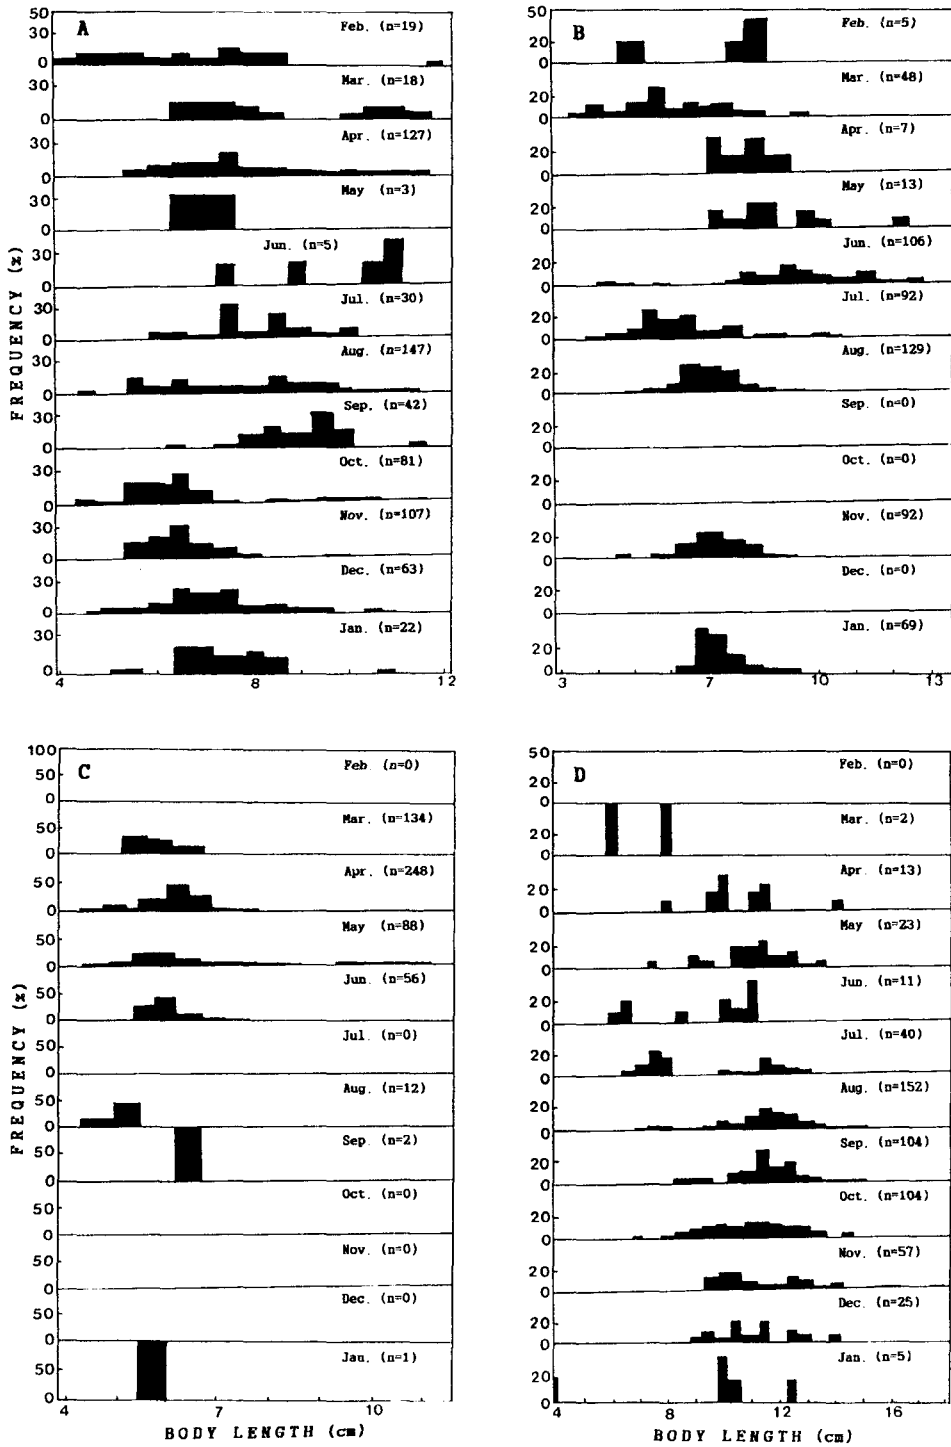 A
50
30
0
Feb. (n=19)
30
0
Mar. (n=18)
30
0
Apr. (n=127)
30
0
May (n=3)
30
0
Jun. (n=5)
30
0
Jul. (n=30)
30
0
Aug. (n=147)
30
0
Sep. (n=42)
30
0
Oct. (n=81)
30
0
Nov. (n=107)
30
0
Dec. (n=63)
30
0
Jan. (n=22)
4 8 12
FREQUENCY (%)
B
50
20
0
Feb. (n=5)
20
0
Mar. (n=48)
20
0
Apr. (n=7)
20
0
May (n=13)
20
0
Jun. (n=106)
20
0
Jul. (n=92)
20
0
Aug. (n=129)
20
0
Sep. (n=0)
20
0
Oct. (n=0)
20
0
Nov. (n=92)
20
0
Dec. (n=0)
20
0
Jan. (n=69)
3 7 10 13
C
100
50
0
Feb. (n=0)
50
0
Mar. (n=134)
50
0
Apr. (n=248)
50
0
May (n=88)
50
0
Jun. (n=56)
50
0
Jul. (n=0)
50
0
Aug. (n=12)
50
0
Sep. (n=2)
50
0
Oct. (n=0)
50
0
Nov. (n=0)
50
0
Dec. (n=0)
50
0
Jan. (n=1)
4 7 10
FREQUENCY (%)
BODY LENGTH (cm)
D
50
20
0
Feb. (n=0)
20
0
Mar. (n=2)
20
0
Apr. (n=13)
20
0
May (n=23)
20
0
Jun. (n=11)
20
0
Jul. (n=40)
20
0
Aug. (n=152)
20
0
Sep. (n=104)
20
0
Oct. (n=104)
20
0
Nov. (n=57)
20
0
Dec. (n=25)
20
0
Jan. (n=5)
4 8 12 16
BODY LENGTH (cm)